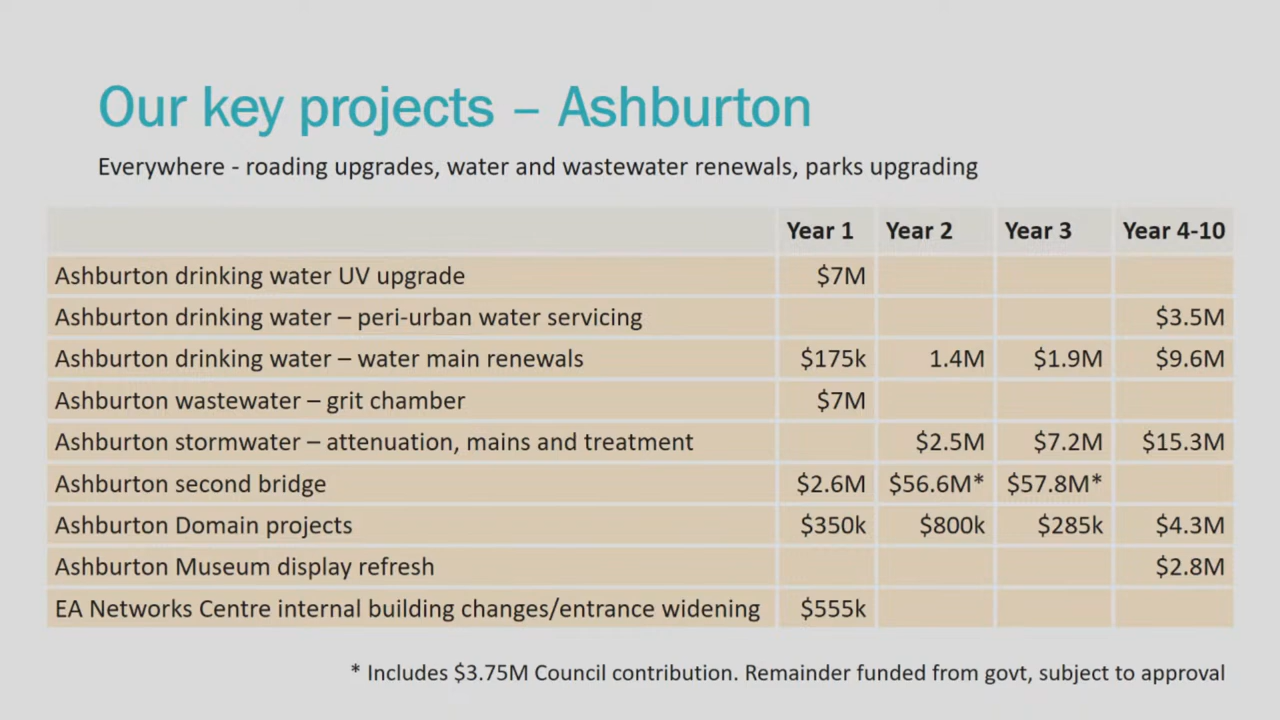 Our key projects – Ashburton
Everywhere - roading upgrades, water and wastewater renewals, parks upgrading
Year 1 Year 2 Year 3 Year 4-10
Ashburton drinking water UV upgrade $7M
Ashburton drinking water – peri-urban water servicing $3.5M
Ashburton drinking water – water main renewals $175k 1.4M $1.9M $9.6M
Ashburton wastewater – grit chamber $7M
Ashburton stormwater – attenuation, mains and treatment $2.5M $7.2M $15.3M
Ashburton second bridge $2.6M $56.6M* $57.8M*
Ashburton Domain projects $350k $800k $285k $4.3M
Ashburton Museum display refresh $2.8M
EA Networks Centre internal building changes/entrance widening $555k
* Includes $3.75M Council contribution. Remainder funded from govt, subject to approval